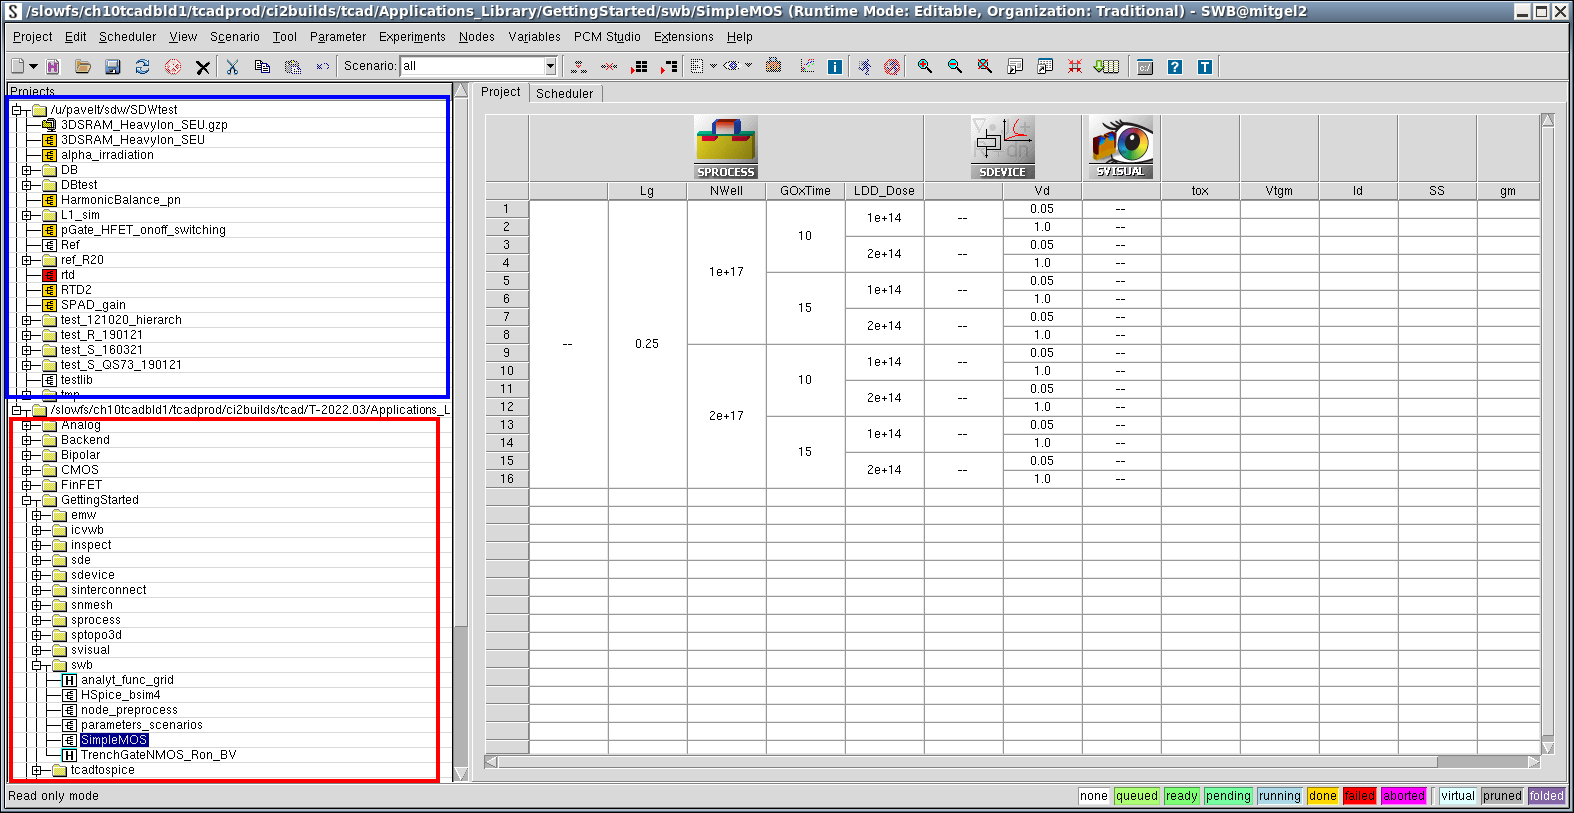 /slowfs/ch10tcadbld1/tcadprod/ci2builds/tcad/Applications_Library/GettingStarted/swb/SimpleMOS (Runtime Mode: Editable, Organization: Traditional) - SWB@mitgel2
Project Edit Scheduler View Scenario Tool Parameter Experiments Nodes Variables PCM Studio Extensions Help
Scenario: all
Projects
/u/pavelt/sdw/SDWtest
3DSRAM_HeavyIon_SEU.gzp
3DSRAM_HeavyIon_SEU
alpha_irradiation
DB
DBtest
HarmonicBalance_pn
L1_sim
pGate_HFET_onoff_switching
Ref
ref_R20
rtd
RTD2
SPAD_gain
test_121020_hierarch
test_R_190121
test_S_160321
test_S_QS73_190121
testlib
tmp
/slowfs/ch10tcadbld1/tcadprod/ci2builds/tcad/T-2022.03/Applications_L
Analog
Backend
Bipolar
CMOS
FinFET
GettingStarted
emw
icvwb
inspect
sde
sdevice
sinterconnect
snmesh
sprocess
sptopo3d
svisual
swb
analyt_func_grid
HSpice_bsim4
node_preprocess
parameters_scenarios
SimpleMOS
TrenchGateNMOS_Ron_BV
tcadtospice
Project Scheduler
SPROCESS SDEVICE SVISUAL
Lg NWell GOxTime LDD_Dose Vd tox Vtgm Id SS gm
1 0.05 --
1e+14 --
2 1.0 --
10
3 0.05 --
2e+14 --
4 1.0 --
1e+17
5 0.05 --
1e+14 --
6 1.0 --
15
7 0.05 --
2e+14 --
8 1.0 --
-- 0.25
9 0.05 --
1e+14 --
10 1.0 --
10
11 0.05 --
2e+14 --
12 1.0 --
2e+17
13 0.05 --
1e+14 --
14 1.0 --
15
15 0.05 --
2e+14 --
16 1.0 --
Read only mode
none queued ready pending running done failed aborted virtual pruned folded